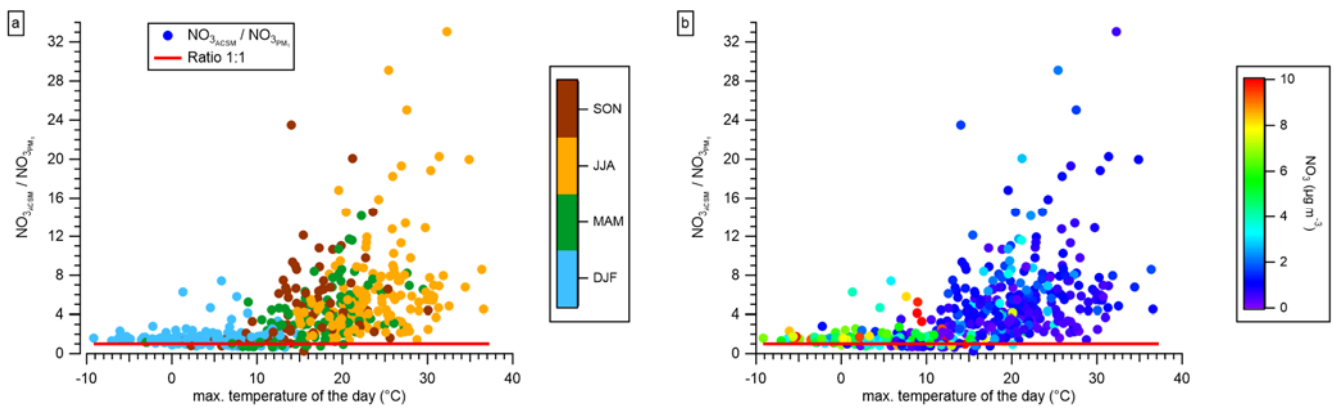 a
NO3ACSM / NO3PM1
Ratio 1:1
32
28
24
20
16
12
8
4
0
NO3ACSM / NO3PM1
-10
0
10
20
30
40
max. temperature of the day (°C)
SON
JJA
MAM
DJF
b
32
28
24
20
16
12
8
4
0
NO3ACSM / NO3PM1
-10
0
10
20
30
40
max. temperature of the day (°C)
10
8
6
4
2
0
NO3 (µg m-3)